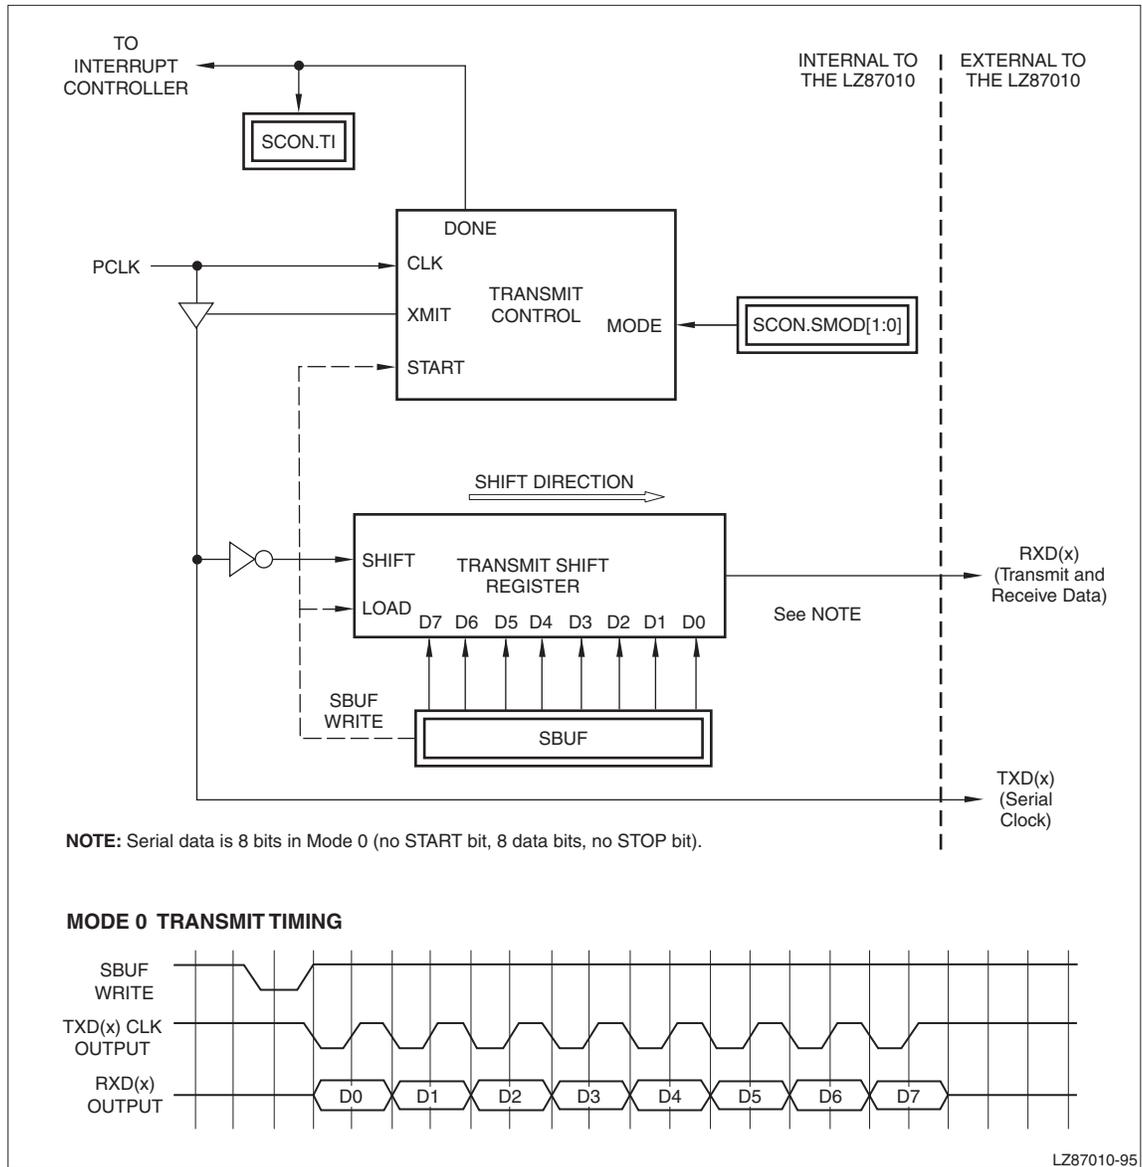 TO
INTERRUPT
CONTROLLER
INTERNAL TO
THE LZ87010
EXTERNAL TO
THE LZ87010
SCON.TI
DONE
PCLK
CLK
XMIT
START
TRANSMIT
CONTROL
MODE
SCON.SMOD[1:0]
SHIFT DIRECTION
SHIFT
LOAD
TRANSMIT SHIFT
REGISTER
D7 D6 D5 D4 D3 D2 D1 D0
See NOTE
RXD(x)
(Transmit and
Receive Data)
SBUF
WRITE
SBUF
TXD(x)
(Serial
Clock)
NOTE: Serial data is 8 bits in Mode 0 (no START bit, 8 data bits, no STOP bit).
MODE 0 TRANSMIT TIMING
SBUF
WRITE
TXD(x) CLK
OUTPUT
RXD(x)
OUTPUT
D0 D1 D2 D3 D4 D5 D6 D7
LZ87010-95